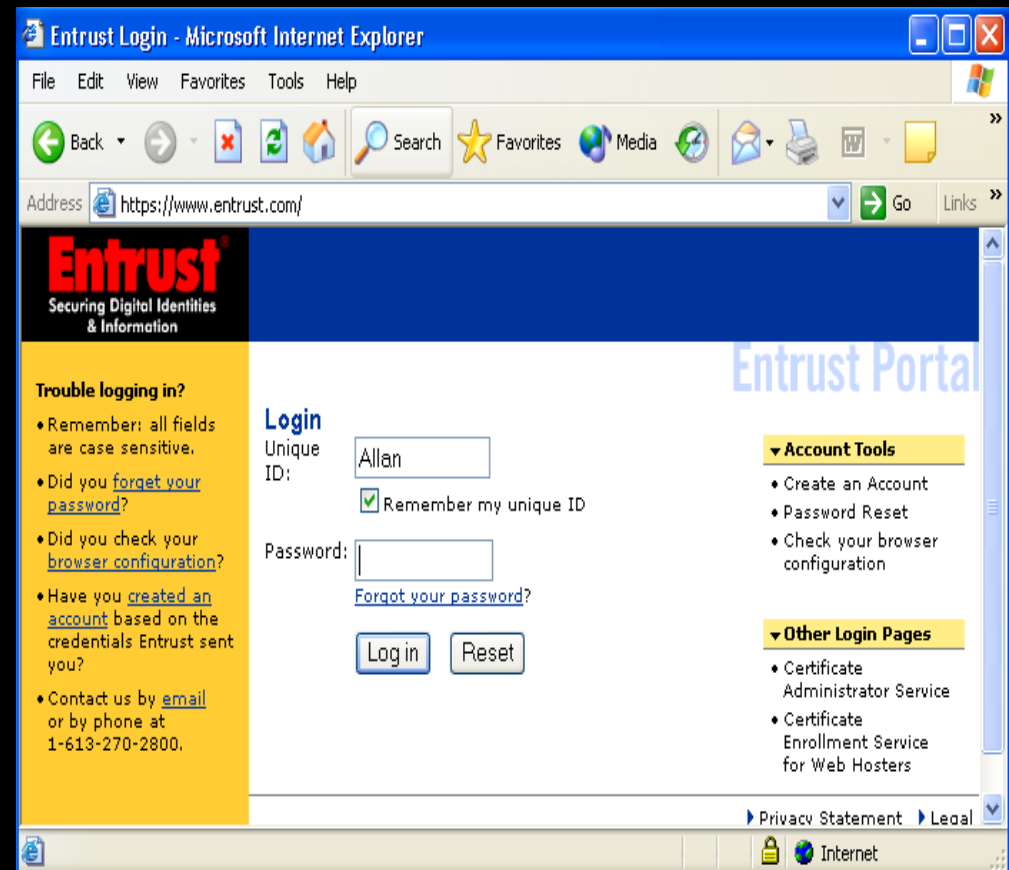 Entrust Login - Microsoft Internet Explorer
File Edit View Favorites Tools Help
Back Search Favorites Media W »
Address https://www.entrust.com/ Go Links »
Entrust®
Securing Digital Identities
& Information
Entrust Portal
Trouble logging in?
• Remember: all fields
are case sensitive.
• Did you forget your
password?
• Did you check your
browser configuration?
• Have you created an
account based on the
credentials Entrust sent
you?
• Contact us by email
or by phone at
1-613-270-2800.
Login
Unique
ID:
Allan
Remember my unique ID
Password:
Forgot your password?
Log in Reset
Account Tools
• Create an Account
• Password Reset
• Check your browser
configuration
Other Login Pages
• Certificate
Administrator Service
• Certificate
Enrollment Service
for Web Hosters
Privacy Statement Legal
Internet